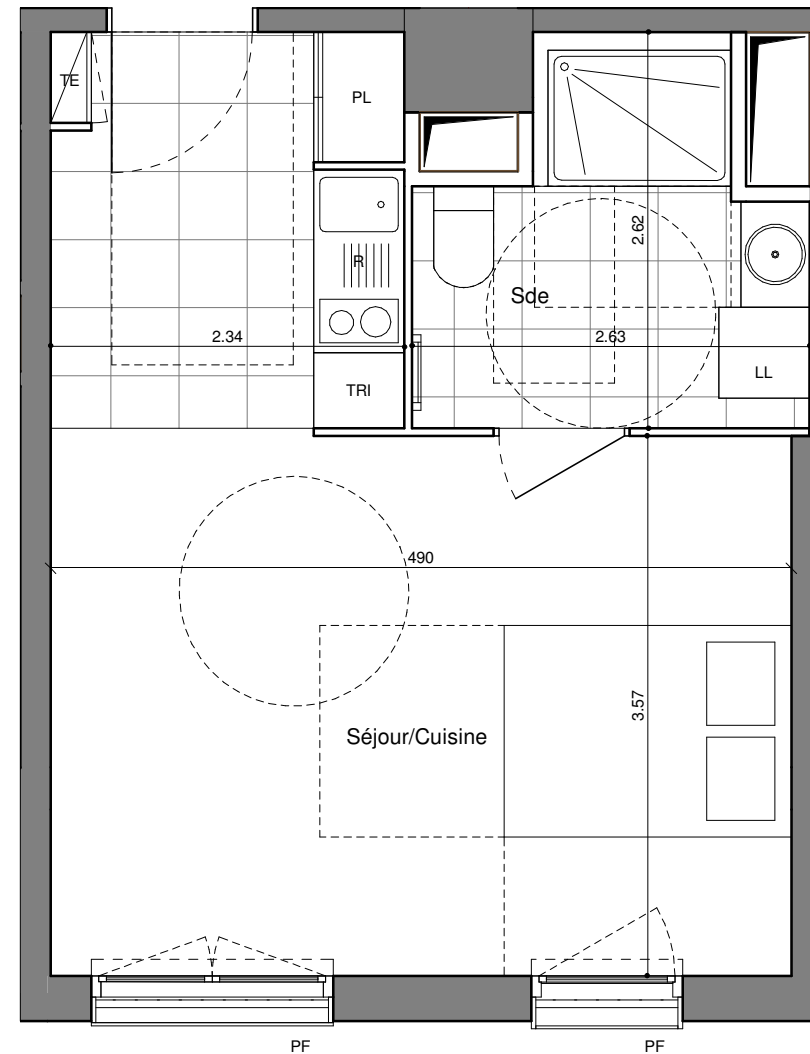 TE
PL
2.62
R
Sde
2.34
2.63
LL
TRI
490
3.57
Séjour/Cuisine
PF
PF